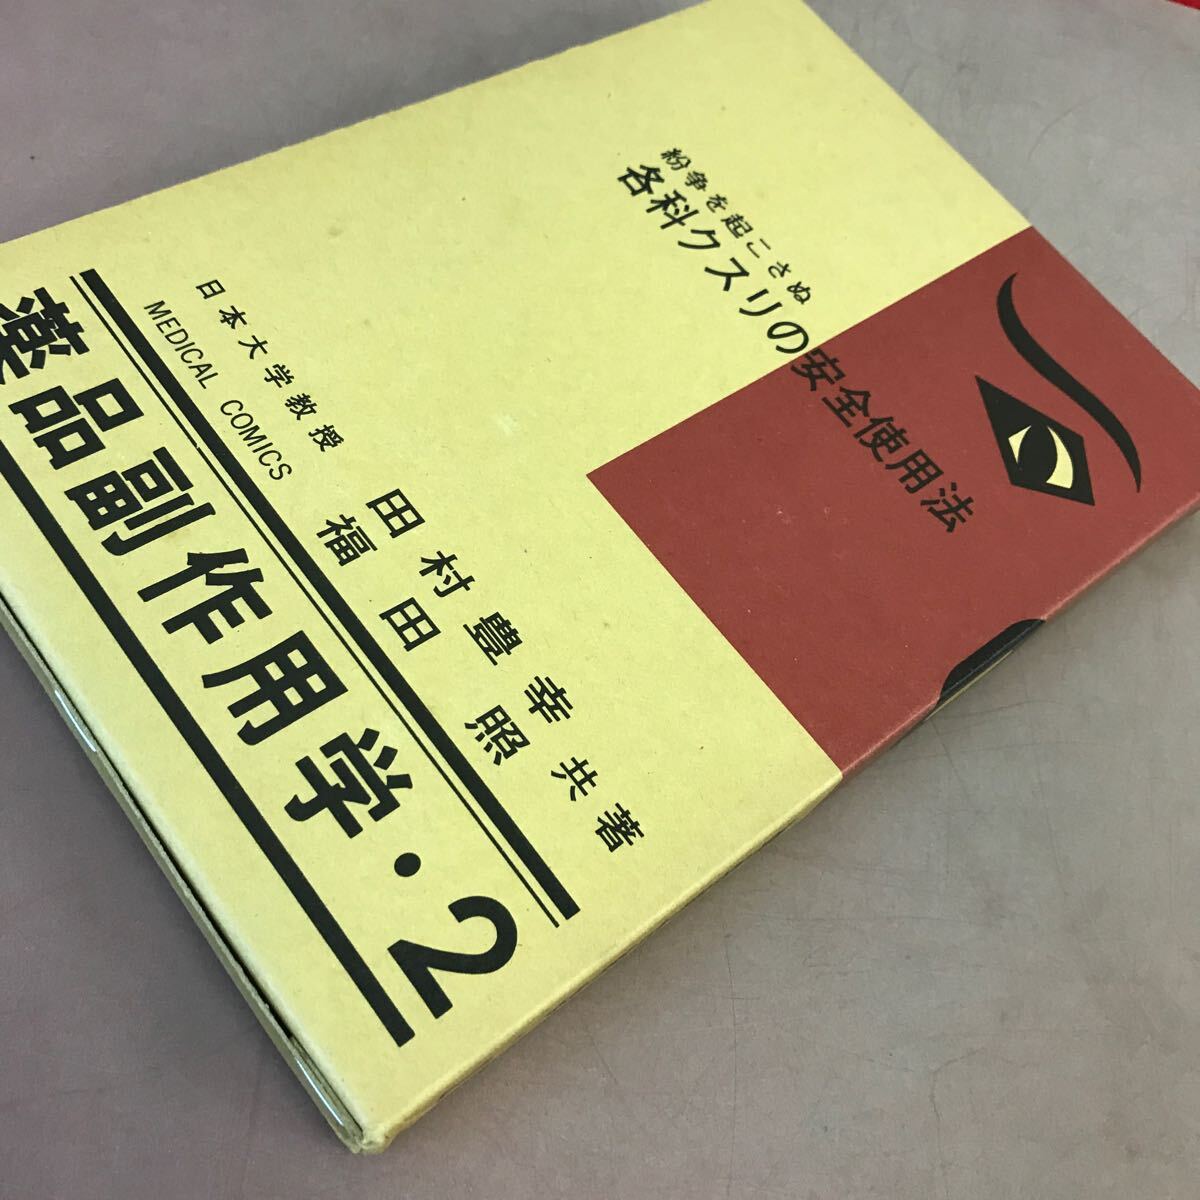 紛争を起こさぬ
各科クスリの安全使用法
日本大学教授
田村豊幸
福田照
共著
MEDICAL COMICS
薬品副作用学・2